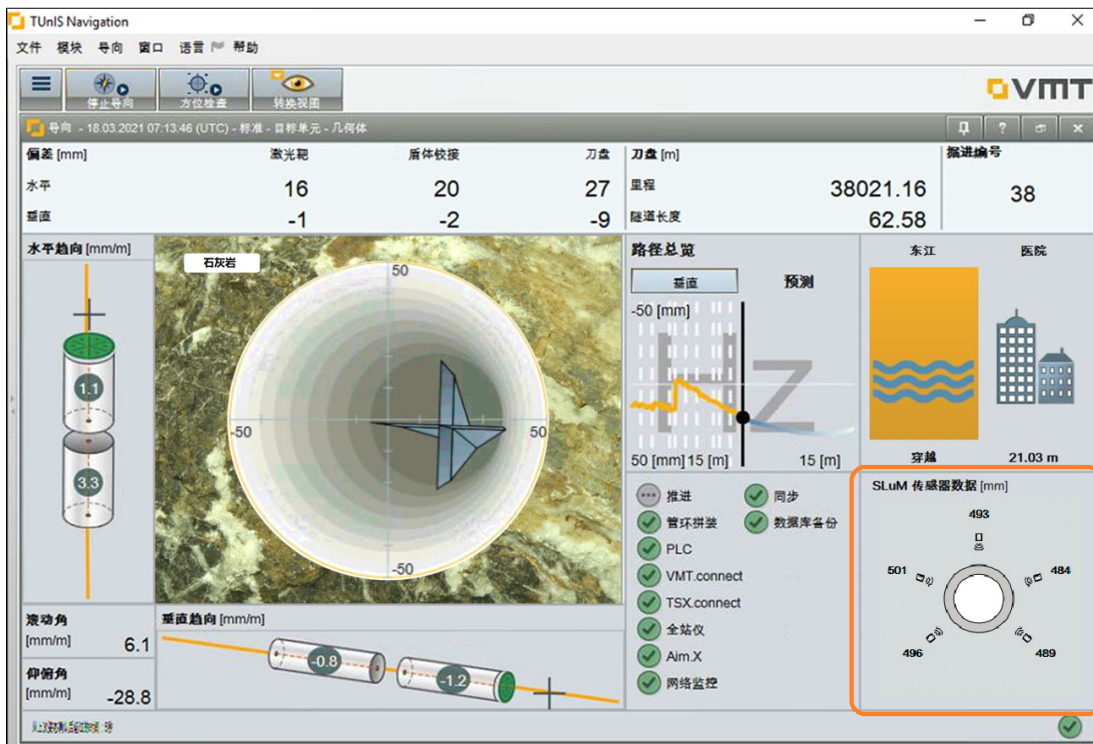 TUnIS Navigation
文件 模块 导向 窗口 语言 帮助
停止导向 方位检查 转换视图
VMT
导向 - 18.03.2021 07:13:46 (UTC) - 标准 - 目标单元 - 几何体
偏差 [mm] 激光靶 盾体铰接 刀盘
水平 16 20 27
垂直 -1 -2 -9
刀盘 [m]
里程 38021.16
隧道长度 62.58
掘进编号
38
水平趋向 [mm/m]
1.1
3.3
石灰岩
50
-50 50
-50
路径总览
垂直 预测
-50 [mm]
Hz
50 [mm] 15 [m] 15 [m]
东江 医院
穿越 21.03 m
推进 同步
管环拼装 数据库备份
PLC
VMT.connect
TSX.connect
全站仪
Aim.X
网络监控
SLuM 传感器数据 [mm]
493
501 484
496 489
滚动角
[mm/m] 6.1
仰俯角
[mm/m] -28.8
垂直趋向 [mm/m]
-0.8
-1.2